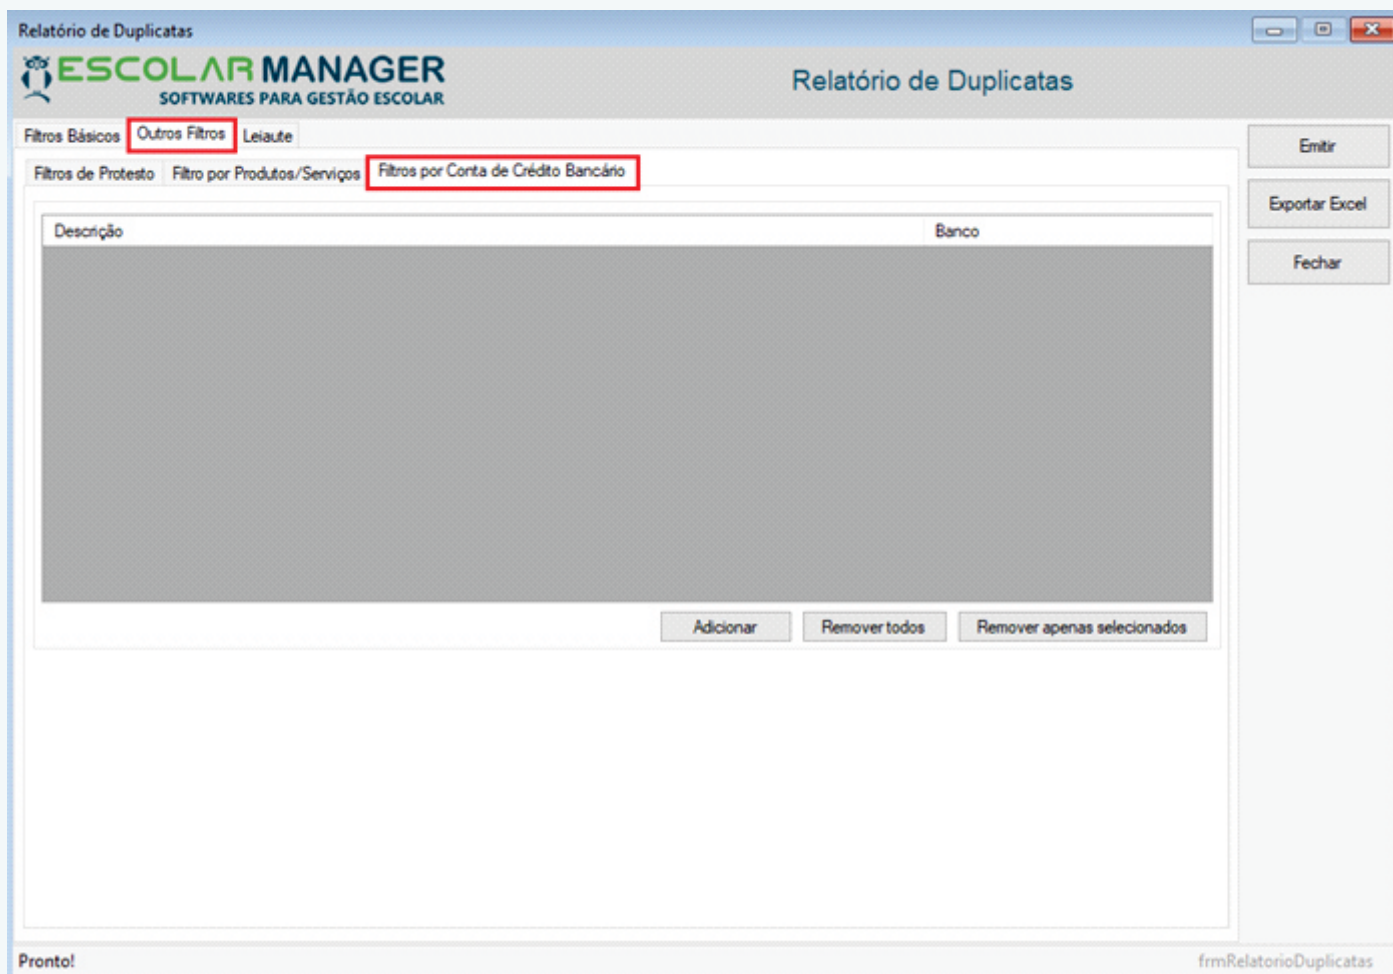 Relatório de Duplicatas
ESCOLAR MANAGER
SOFTWARES PARA GESTÃO ESCOLAR
Relatório de Duplicatas
Filtros Básicos Outros Filtros Leiaute
Filtros de Protesto Filtro por Produtos/Serviços Filtros por Conta de Crédito Bancário
Descrição Banco
Adicionar Remover todos Remover apenas selecionados
Emitir
Exportar Excel
Fechar
Pronto! frmRelatorioDuplicatas